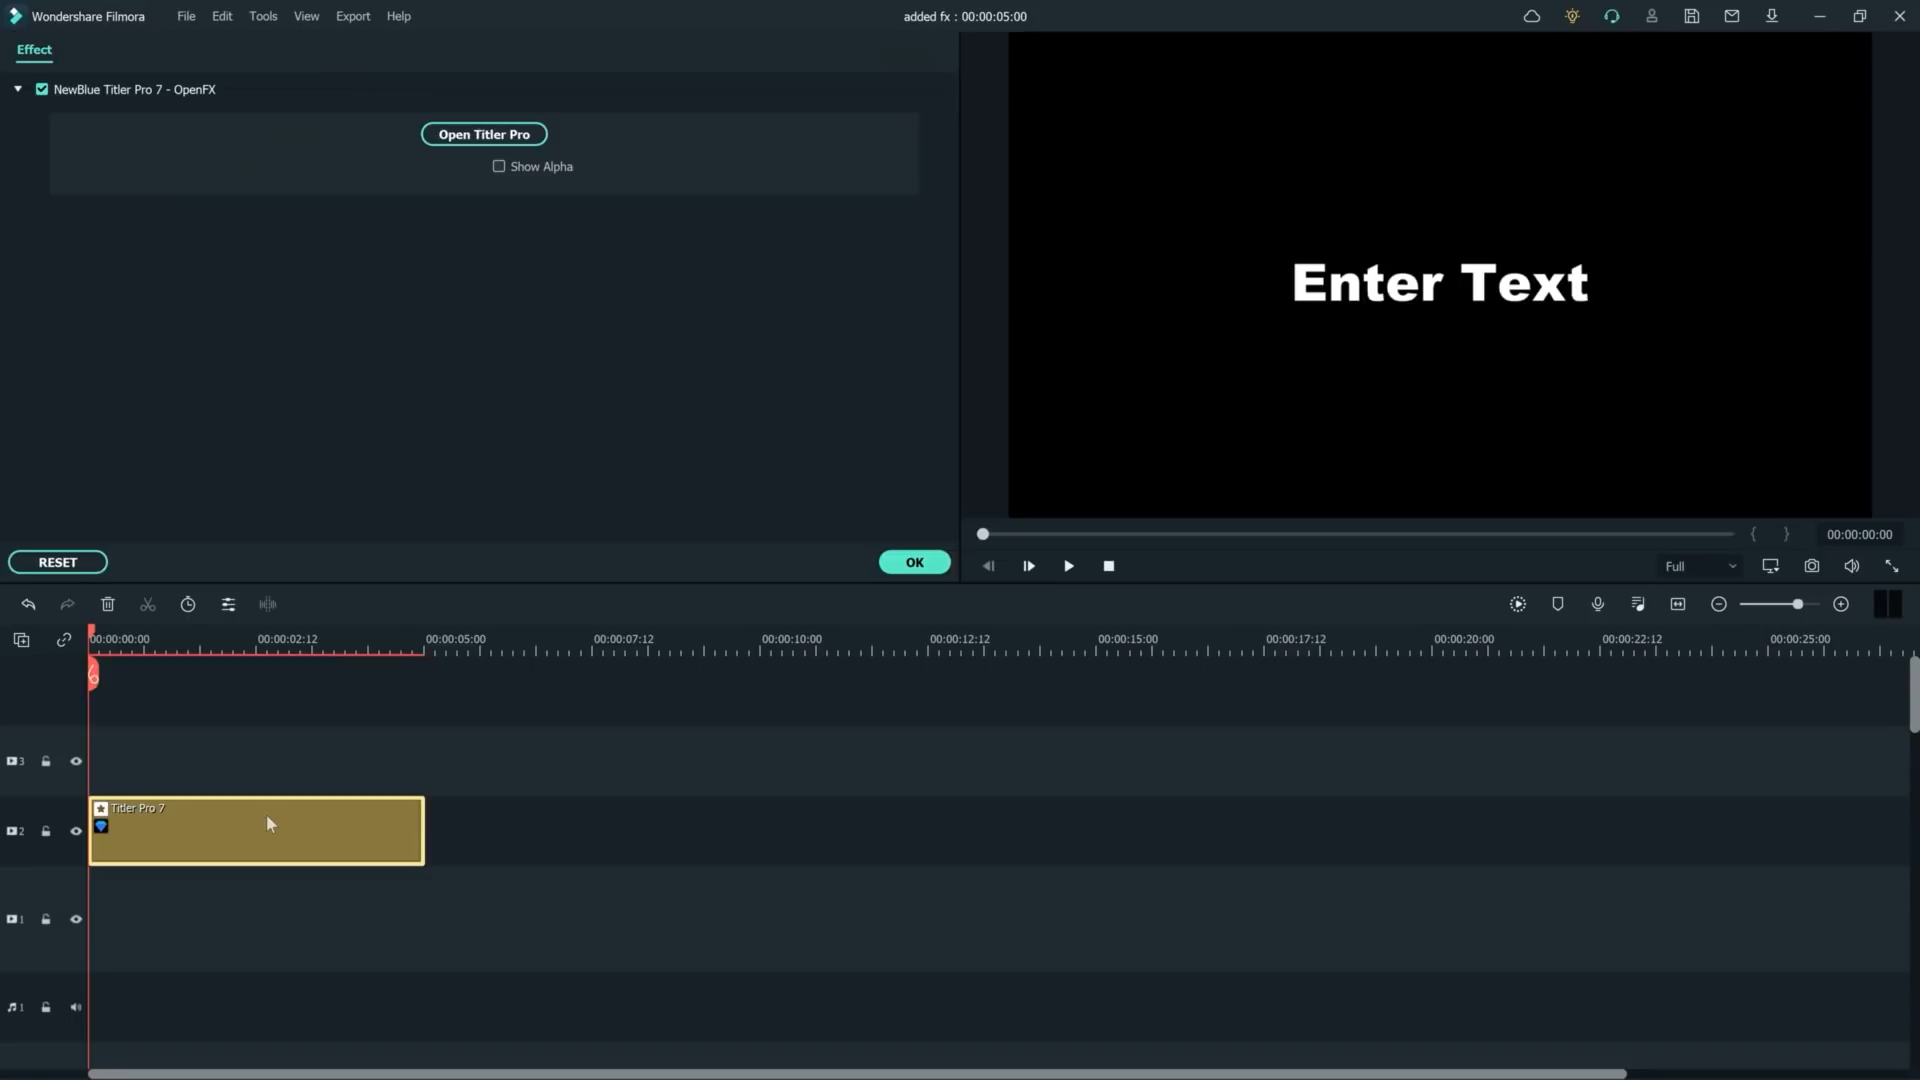 Wondershare Filmora File Edit Tools View Export Help added fx : 00:00:05:00
Effect
NewBlue Titler Pro 7 - OpenFX
Open Titler Pro
Show Alpha
Enter Text
RESET OK
00:00:00:00
Full
00:00:00:00 00:00:02:12 00:00:05:00 00:00:07:12 00:00:10:00 00:00:12:12 00:00:15:00 00:00:17:12 00:00:20:00 00:00:22:12 00:00:25:00
3
Titler Pro 7
2
1
1